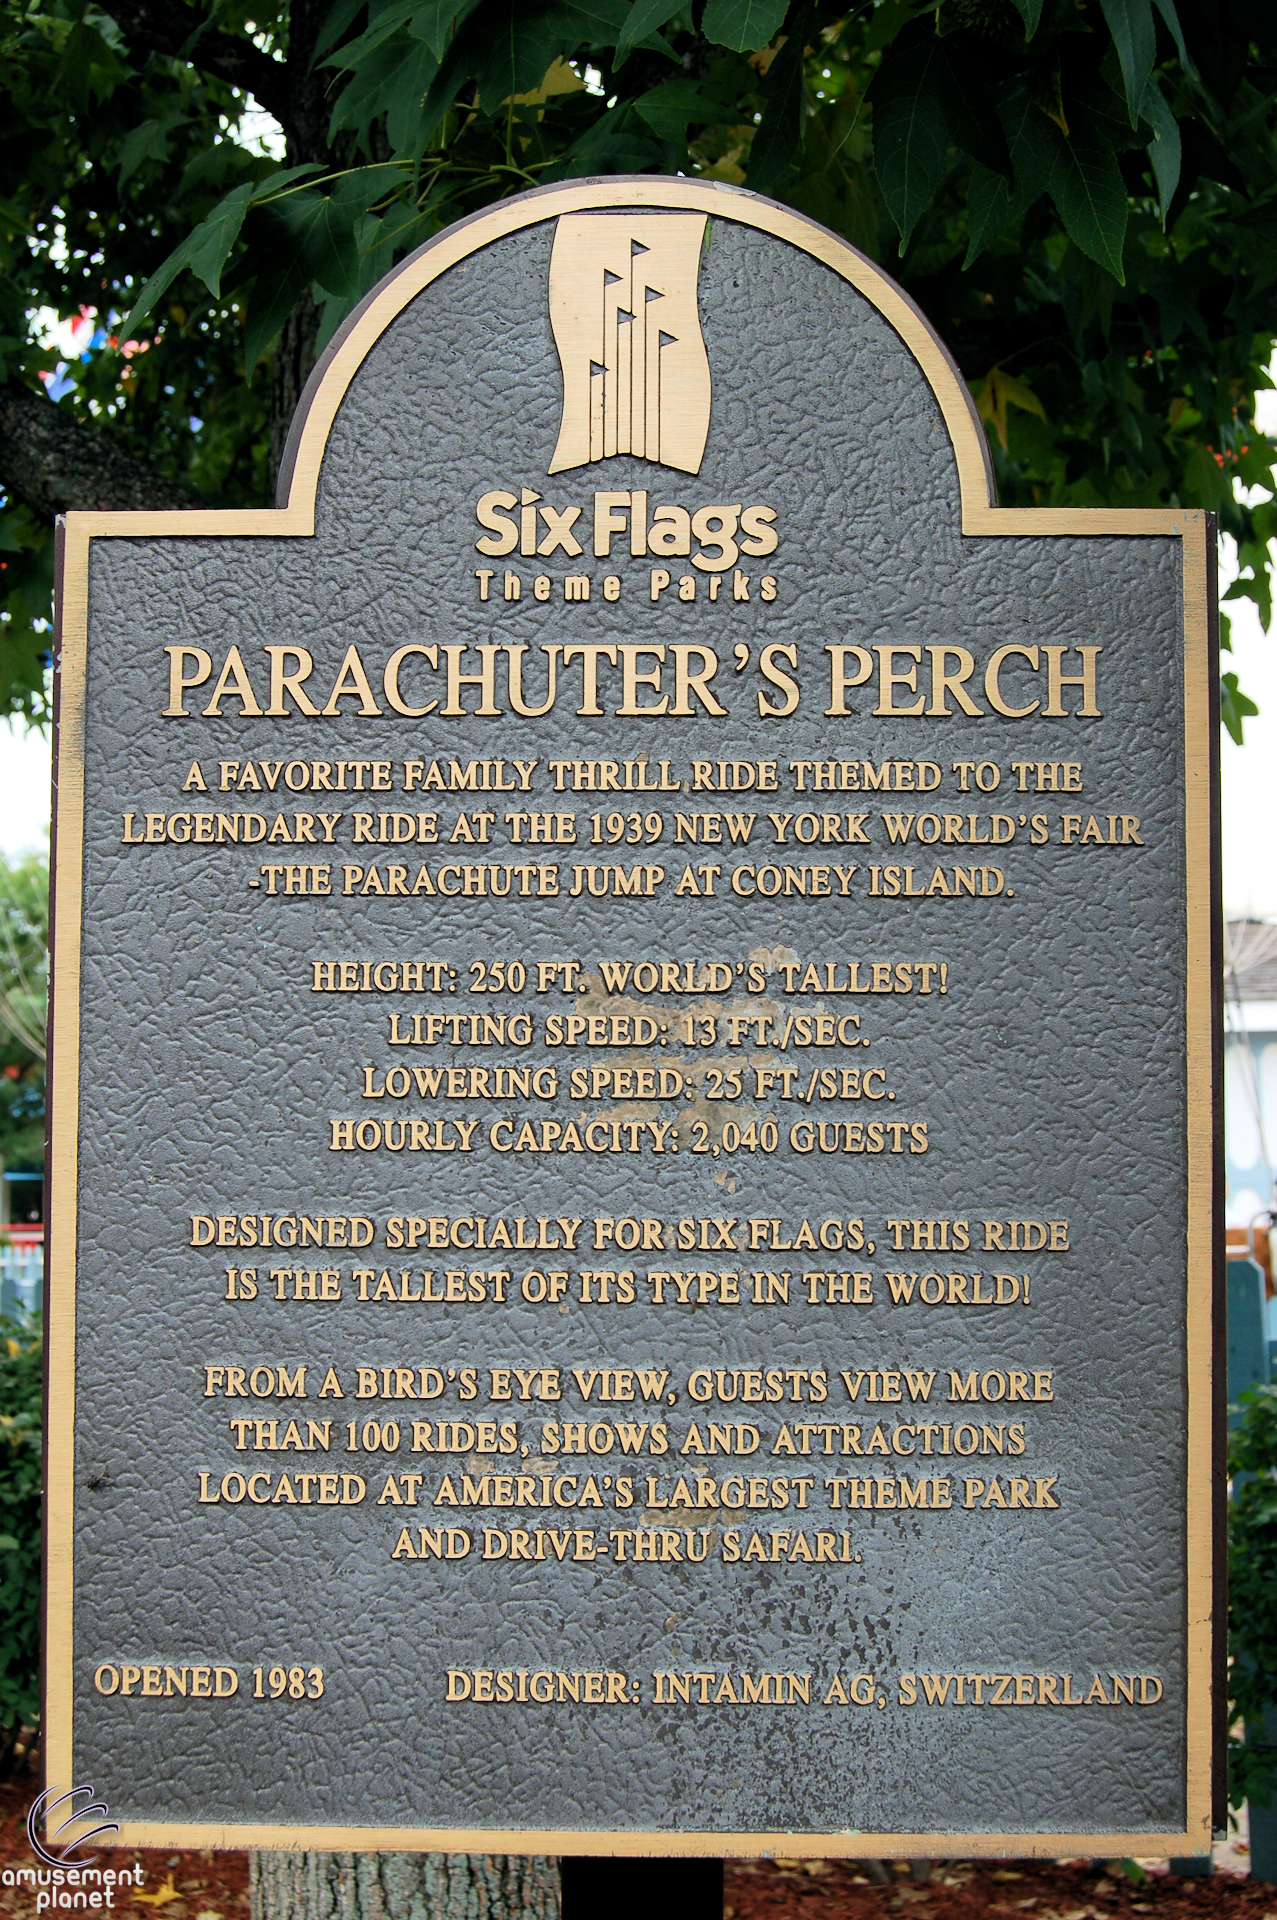 Six Flags
Theme Parks
PARACHUTER'S PERCH
A FAVORITE FAMILY THRILL RIDE THEMED TO THE
LEGENDARY RIDE AT THE 1939 NEW YORK WORLD'S FAIR
-THE PARACHUTE JUMP AT CONEY ISLAND.
HEIGHT: 250 FT. WORLD'S TALLEST!
LIFTING SPEED: 13 FT./SEC.
LOWERING SPEED: 25 FT./SEC.
HOURLY CAPACITY: 2,040 GUESTS
DESIGNED SPECIALLY FOR SIX FLAGS, THIS RIDE
IS THE TALLEST OF ITS TYPE IN THE WORLD!
FROM A BIRD'S EYE VIEW, GUESTS VIEW MORE
THAN 100 RIDES, SHOWS AND ATTRACTIONS
LOCATED AT AMERICA'S LARGEST THEME PARK
AND DRIVE-THRU SAFARI.
OPENED 1983 DESIGNER: INTAMIN AG, SWITZERLAND
amusement
planet